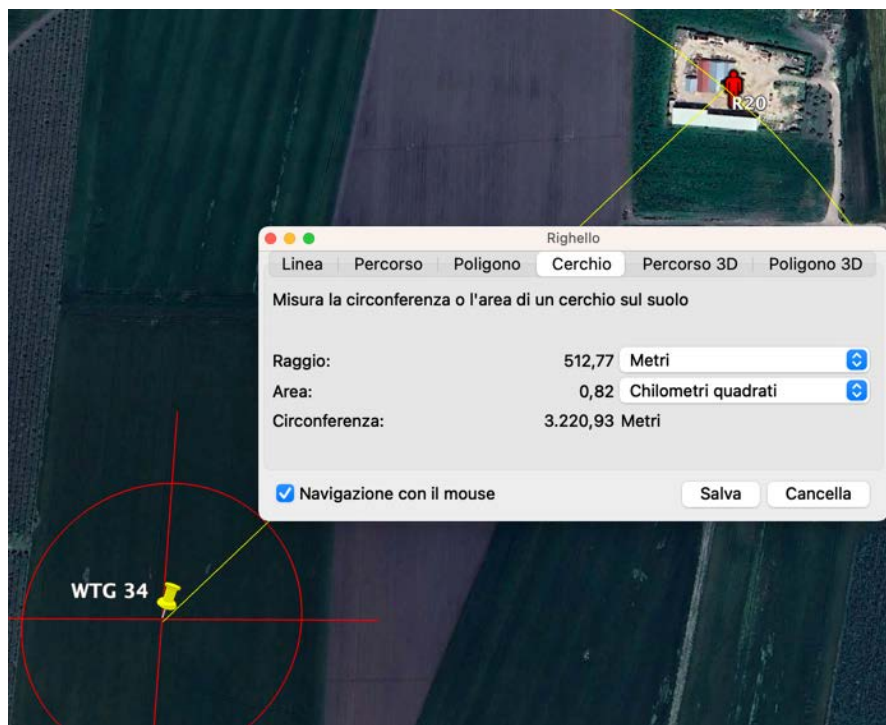 R20
Righello
Linea Percorso Poligono Cerchio Percorso 3D Poligono 3D
Misura la circonferenza o l'area di un cerchio sul suolo
Raggio: 512,77 Metri
Area: 0,82 Chilometri quadrati
Circonferenza: 3.220,93 Metri
Navigazione con il mouse Salva Cancella
WTG 34